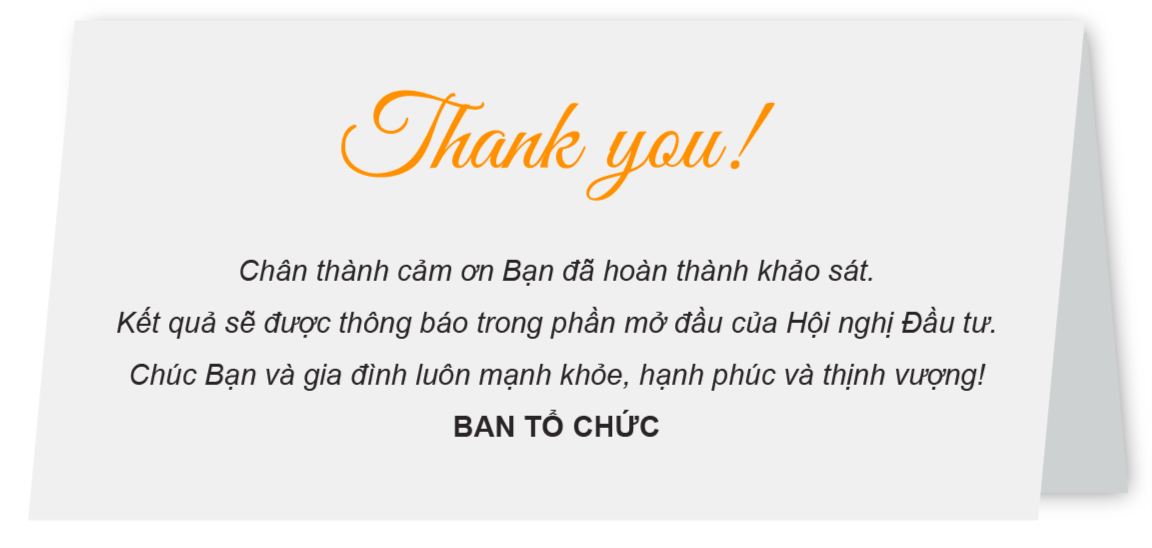 Thank you!
Chân thành cảm ơn Bạn đã hoàn thành khảo sát.
Kết quả sẽ được thông báo trong phần mở đầu của Hội nghị Đầu tư.
Chúc Bạn và gia đình luôn mạnh khỏe, hạnh phúc và thịnh vượng!
BAN TỔ CHỨC